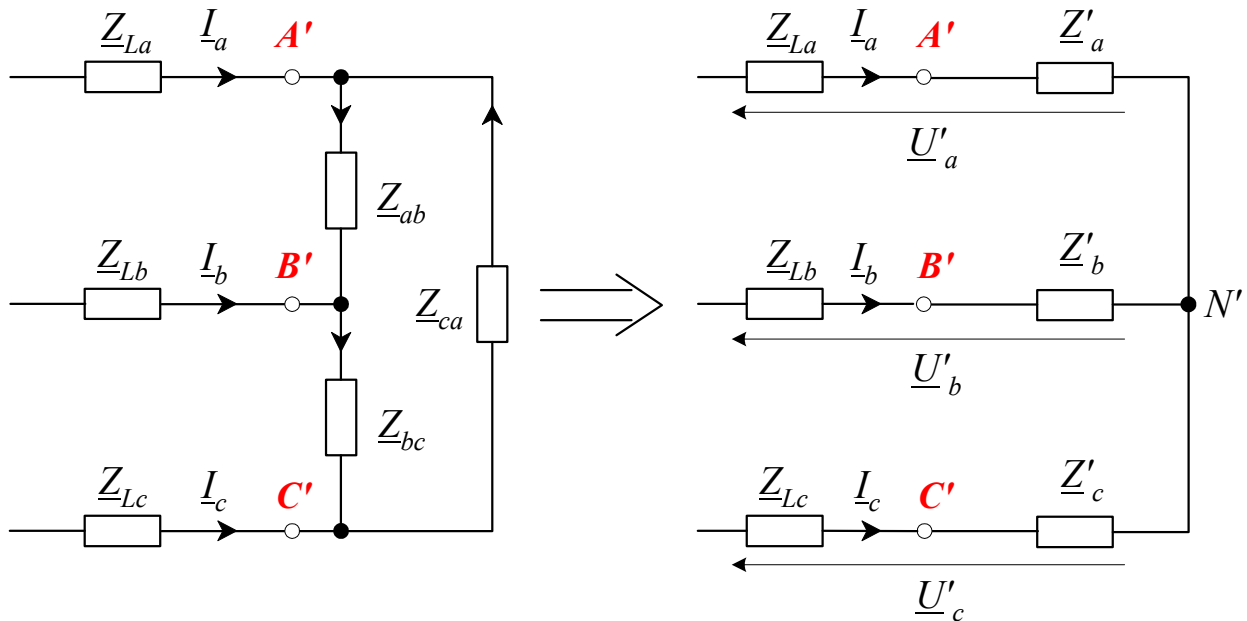 Z_La I_a A' Z_La I_a A' Z'_a
U'_a
Z_ab
Z_Lb I_b B' Z_Lb I_b B' Z'_b
Z_ca N'
U'_b
Z_bc
Z_Lc I_c C' Z_Lc I_c C' Z'_c
U'_c